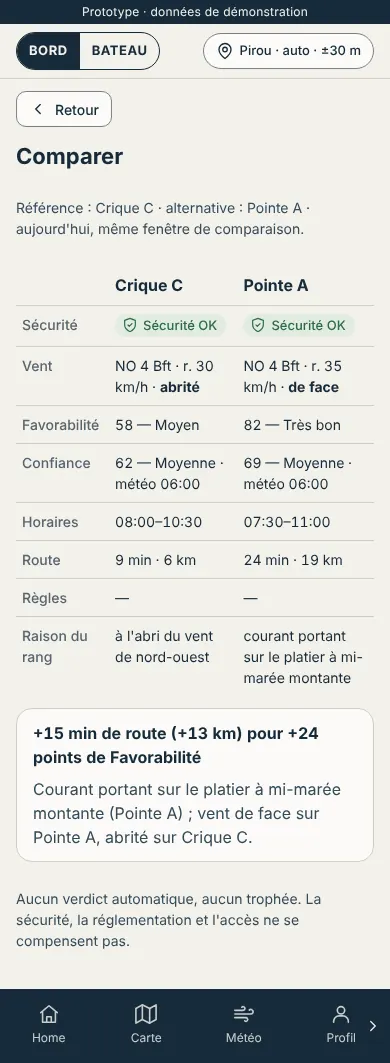 Prototype · données de démonstration
BORD BATEAU Pirou · auto · ±30 m
Retour
Comparer
Référence : Crique C · alternative : Pointe A ·
aujourd'hui, même fenêtre de comparaison.
Crique C Pointe A
Sécurité Sécurité OK Sécurité OK
Vent NO 4 Bft · r. 30 NO 4 Bft · r. 35
km/h · abrité km/h · de face
Favorabilité 58 — Moyen 82 — Très bon
Confiance 62 — Moyenne · 69 — Moyenne ·
météo 06:00 météo 06:00
Horaires 08:00–10:30 07:30–11:00
Route 9 min · 6 km 24 min · 19 km
Règles — —
Raison du à l'abri du vent courant portant
rang de nord-ouest sur le platier à mi-
marée montante
+15 min de route (+13 km) pour +24
points de Favorabilité
Courant portant sur le platier à mi-marée
montante (Pointe A) ; vent de face sur
Pointe A, abrité sur Crique C.
Aucun verdict automatique, aucun trophée. La
sécurité, la réglementation et l'accès ne se
compensent pas.
Home Carte Météo Profil